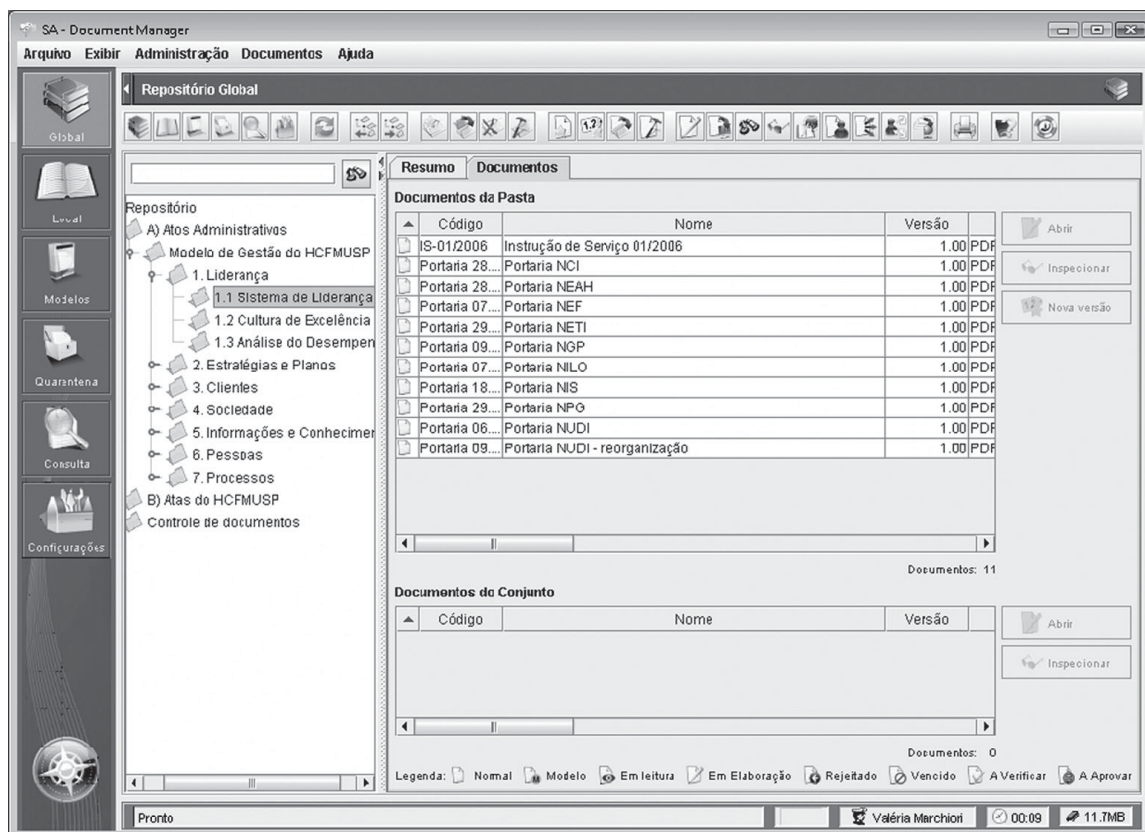 SA - Document Manager
Arquivo Exibir Administração Documentos Ajuda
Global
Local
Modelos
Quarentena
Consulta
Configurações
Repositório Global
Repositório
A) Atos Administrativos
Modelo de Gestão do HCFMUSP
1. Liderança
1.1 Sistema de Liderança
1.2 Cultura de Excelência
1.3 Análise do Desempen
2. Estratégias e Planos
3. Clientes
4. Sociedade
5. Informações e Conhecimen
6. Pessoas
7. Processos
B) Atas do HCFMUSP
Controle de documentos
Resumo Documentos
Documentos da Pasta
Código Nome Versão
IS-01/2006 Instrução de Serviço 01/2006 1.00 PDF
Portaria 28.... Portaria NCI 1.00 PDF
Portaria 28.... Portaria NEAH 1.00 PDF
Portaria 07.... Portaria NEF 1.00 PDF
Portaria 29.... Portaria NETI 1.00 PDF
Portaria 09.... Portaria NGP 1.00 PDF
Portaria 07.... Portaria NILO 1.00 PDF
Portaria 18.... Portaria NIS 1.00 PDF
Portaria 29.... Portaria NPG 1.00 PDF
Portaria 06.... Portaria NUDI 1.00 PDF
Portaria 09.... Portaria NUDI - reorganização 1.00 PDF
Abrir
Inspecionar
Nova versão
Documentos: 11
Documentos do Conjunto
Código Nome Versão
Abrir
Inspecionar
Documentos: 0
Legenda: Normal Modelo Em leitura Em Elaboração Rejeitado Vencido A Verificar A Aprovar
Pronto Valéria Marchiori 00:09 11.7MB